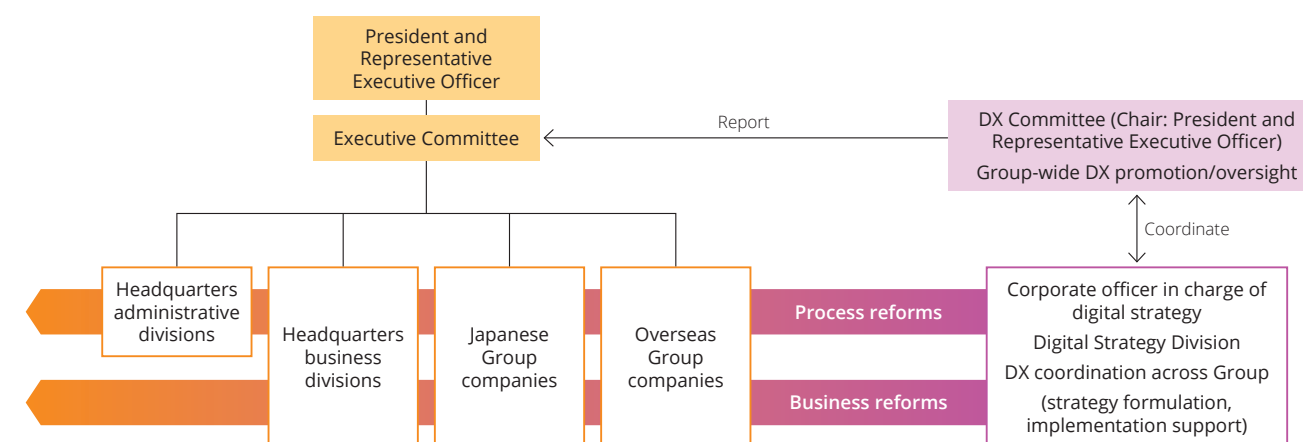 President and
Representative
Executive Officer
Executive Committee
Report
DX Committee (Chair: President and
Representative Executive Officer)
Group-wide DX promotion/oversight
Coordinate
Headquarters
administrative
divisions
Headquarters
business
divisions
Japanese
Group
companies
Overseas
Group
companies
Process reforms
Business reforms
Corporate officer in charge of
digital strategy
Digital Strategy Division
DX coordination across Group
(strategy formulation,
implementation support)